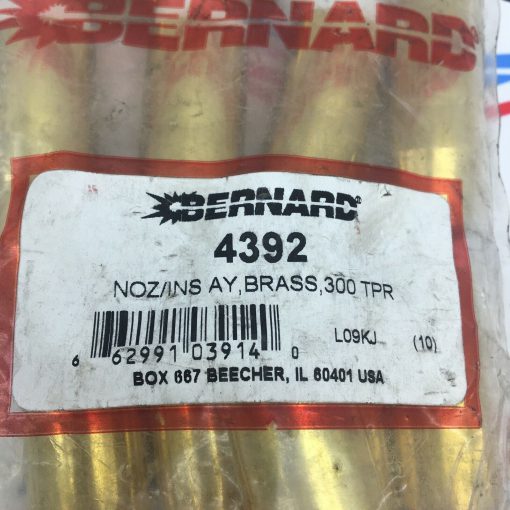 BERNARD
BERNARD®
4392
NOZ/INS AY,BRASS,300 TPR
L09KJ (10)
6 62991 03914 0
BOX 667 BEECHER, IL 60401 USA